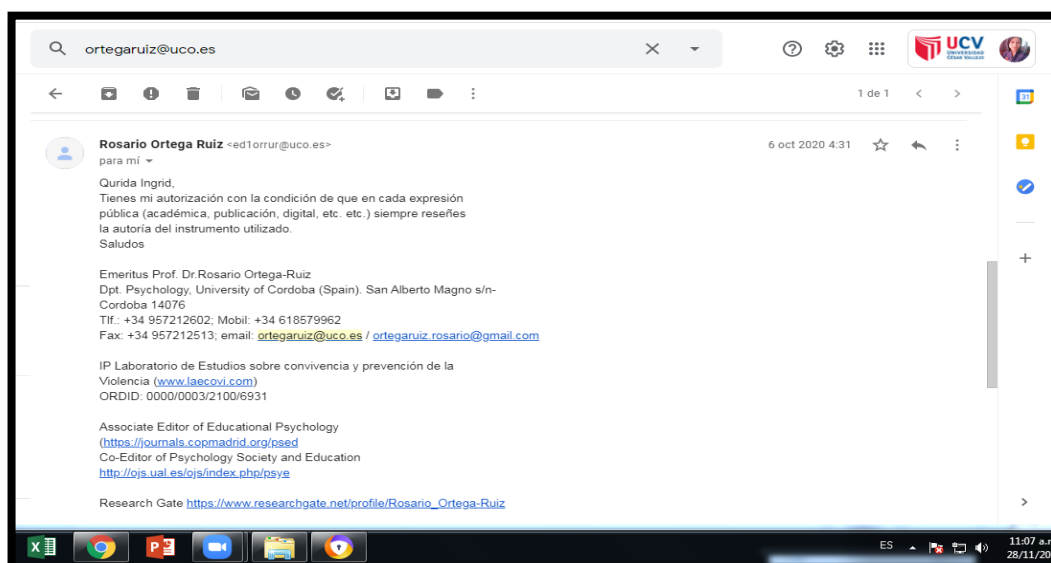 ortegaruiz@uco.es
UCV
UNIVERSIDAD
CÉSAR VALLEJO
1 de 1
31
Rosario Ortega Ruiz <ed1orrur@uco.es>
6 oct 2020 4:31
para mí
Qurida Ingrid,
Tienes mi autorización con la condición de que en cada expresión
pública (académica, publicación, digital, etc. etc.) siempre reseñes
la autoría del instrumento utilizado.
Saludos
Emeritus Prof. Dr.Rosario Ortega-Ruiz
Dpt. Psychology, University of Cordoba (Spain). San Alberto Magno s/n-
Cordoba 14076
Tlf.: +34 957212602; Mobil: +34 618579962
Fax: +34 957212513; email: ortegaruiz@uco.es / ortegaruiz.rosario@gmail.com
IP Laboratorio de Estudios sobre convivencia y prevención de la
Violencia (www.laecovi.com)
ORDID: 0000/0003/2100/6931
Associate Editor of Educational Psychology
(https://journals.copmadrid.org/psed
Co-Editor of Psychology Society and Education
http://ojs.ual.es/ojs/index.php/psye
Research Gate https://www.researchgate.net/profile/Rosario_Ortega-Ruiz
ES
11:07 a.
28/11/20